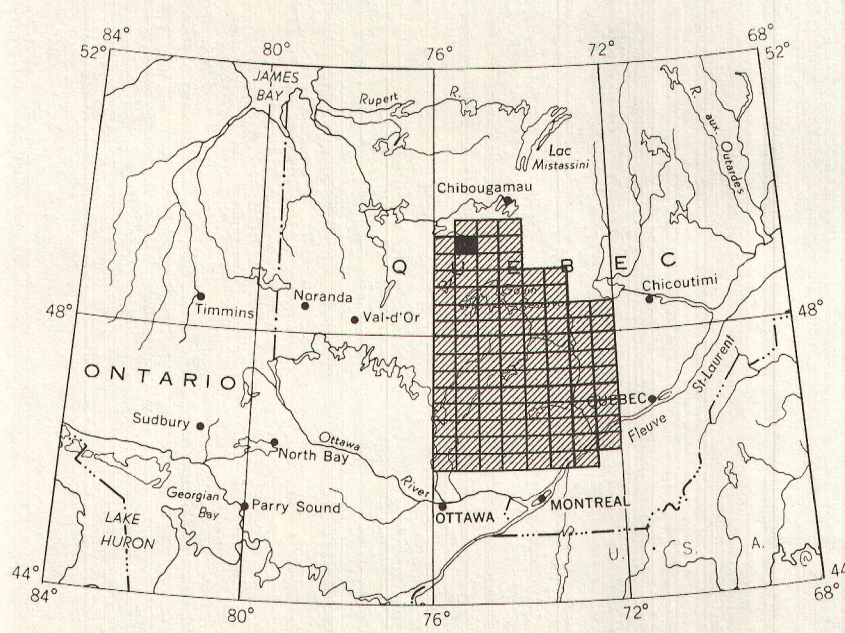 84°
80°
76°
72°
68°
52°
52°
JAMES
BAY
Rupert
R.
R. aux Outardes
Lac
Mistassini
Chibougamau
Q U E B E C
Chicoutimi
Timmins
Noranda
Val-d'Or
48°
48°
ONTARIO
St-Laurent
QUEBEC
Fleuve
Sudbury
North Bay
Ottawa
River
Georgian
Bay
Parry Sound
OTTAWA
MONTREAL
LAKE
HURON
U. S. A.
44°
44
84°
80°
76°
72°
68°